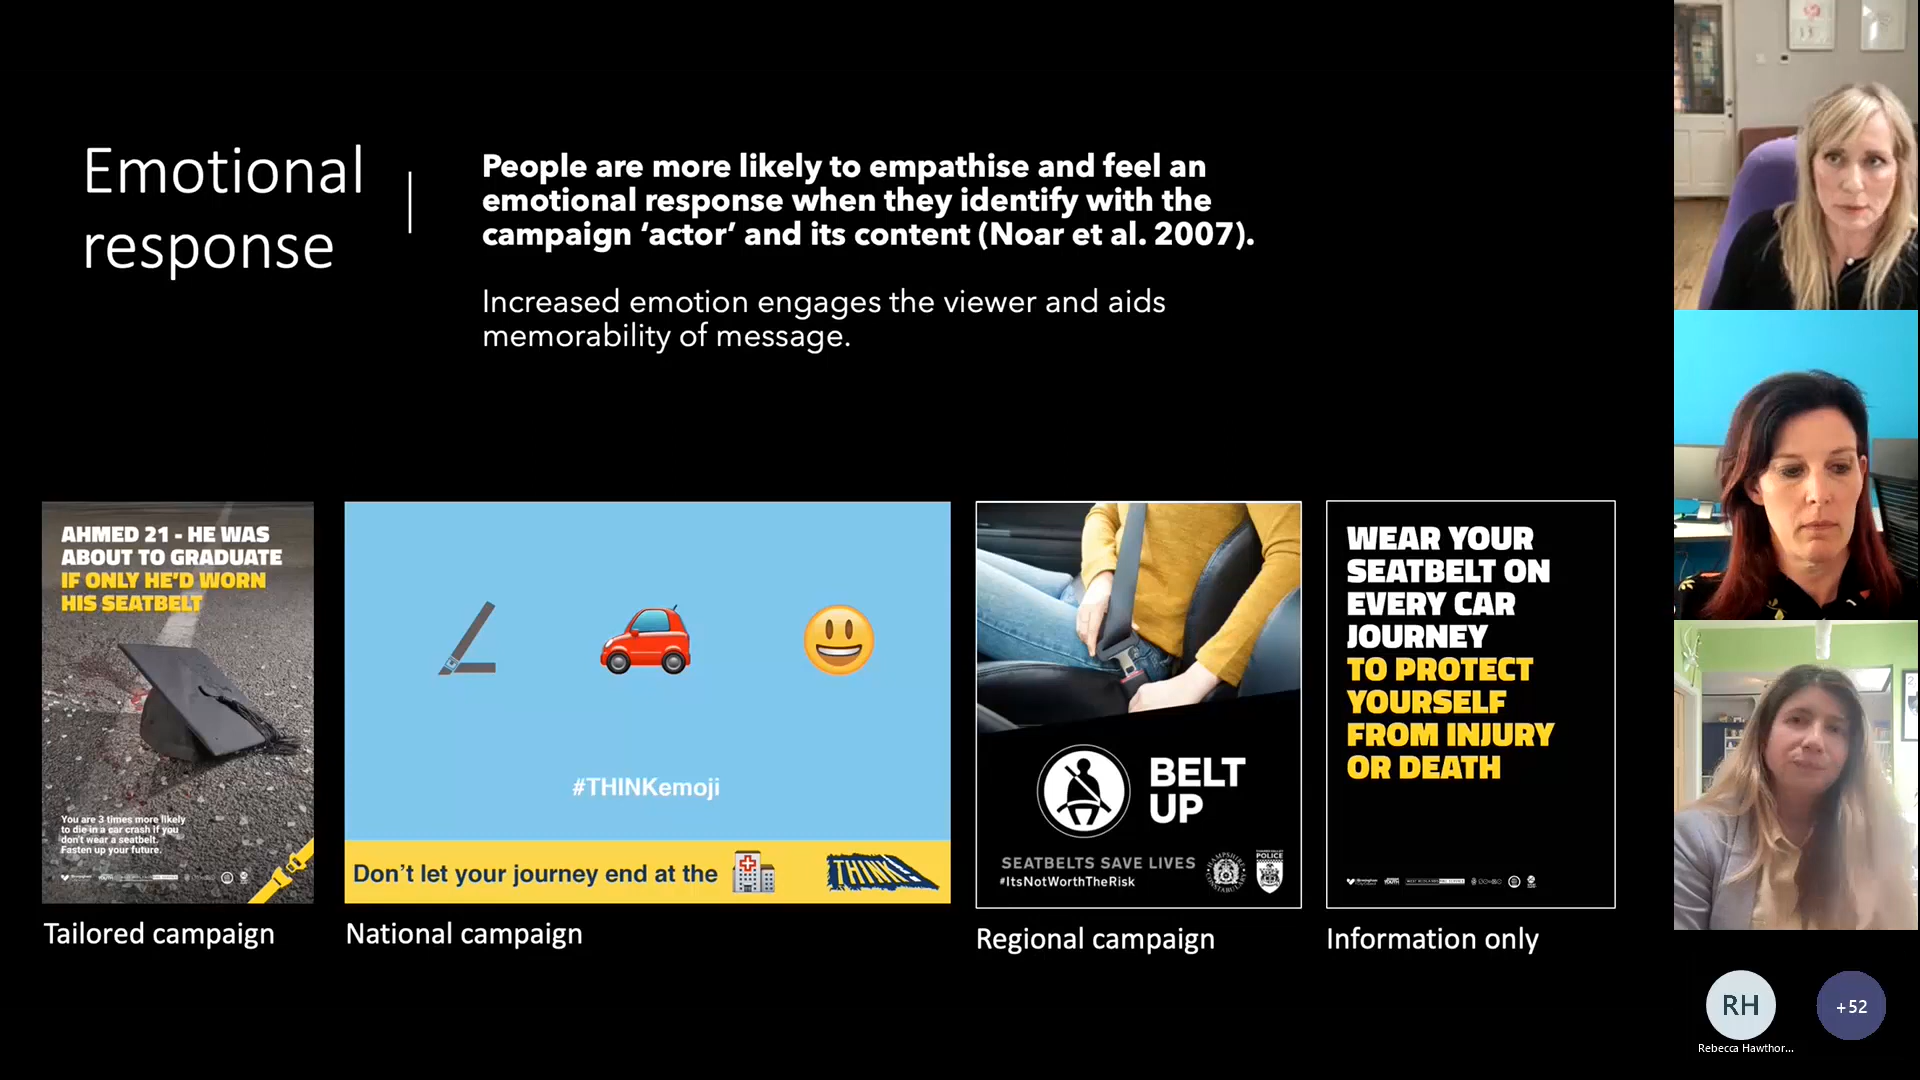 Emotional
response
People are more likely to empathise and feel an
emotional response when they identify with the
campaign ‘actor’ and its content (Noar et al. 2007).
Increased emotion engages the viewer and aids
memorability of message.
AHMED 21 - HE WAS
ABOUT TO GRADUATE
IF ONLY HE’D WORN
HIS SEATBELT
You are 3 times more likely
to die in a car crash if you
don’t wear a seatbelt.
Fasten up your future.
Tailored campaign
#THINKemoji
Don’t let your journey end at the
THINK!
National campaign
BELT
UP
SEATBELTS SAVE LIVES
#ItsNotWorthTheRisk
HAMPSHIRE
CONSTABULARY
POLICE
Regional campaign
WEAR YOUR
SEATBELT ON
EVERY CAR
JOURNEY
TO PROTECT
YOURSELF
FROM INJURY
OR DEATH
Information only
RH
Rebecca Hawthor...
+52